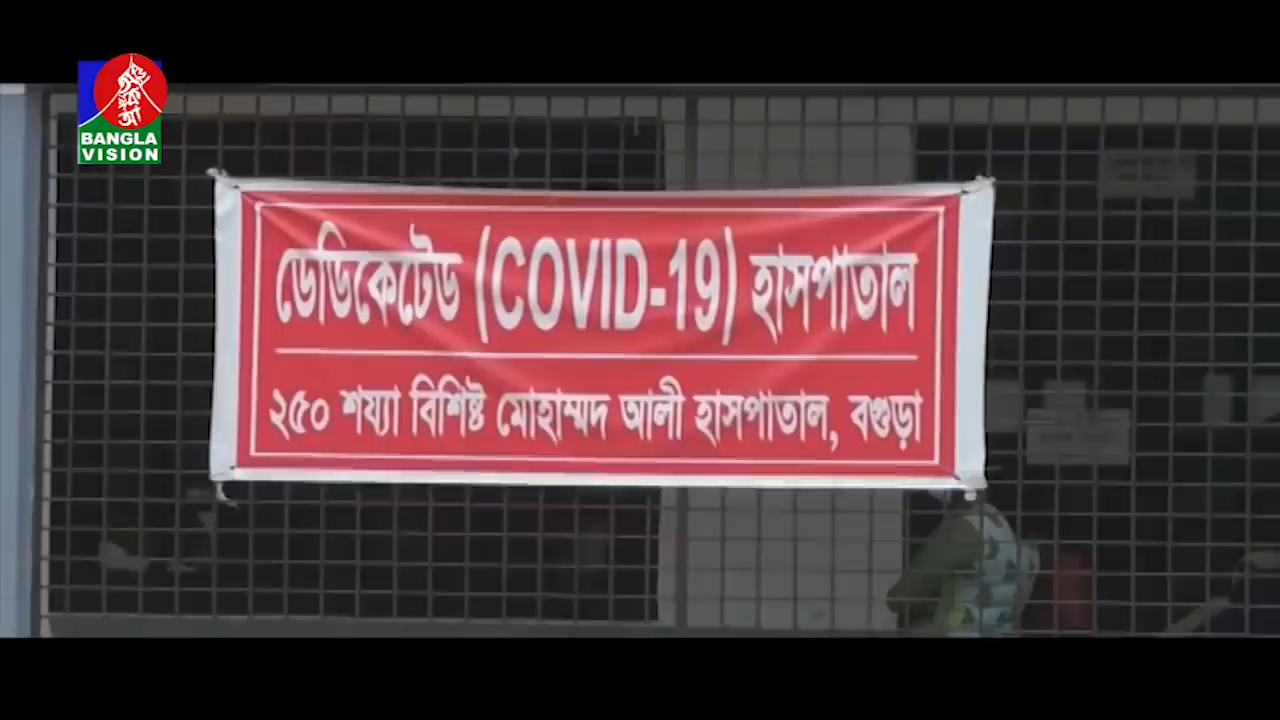 BANGLA
VISION
ডেডিকেটেড (COVID-19) হাসপাতাল
২৫০ শয্যা বিশিষ্ট মোহাম্মদ আলী হাসপাতাল, বগুড়া